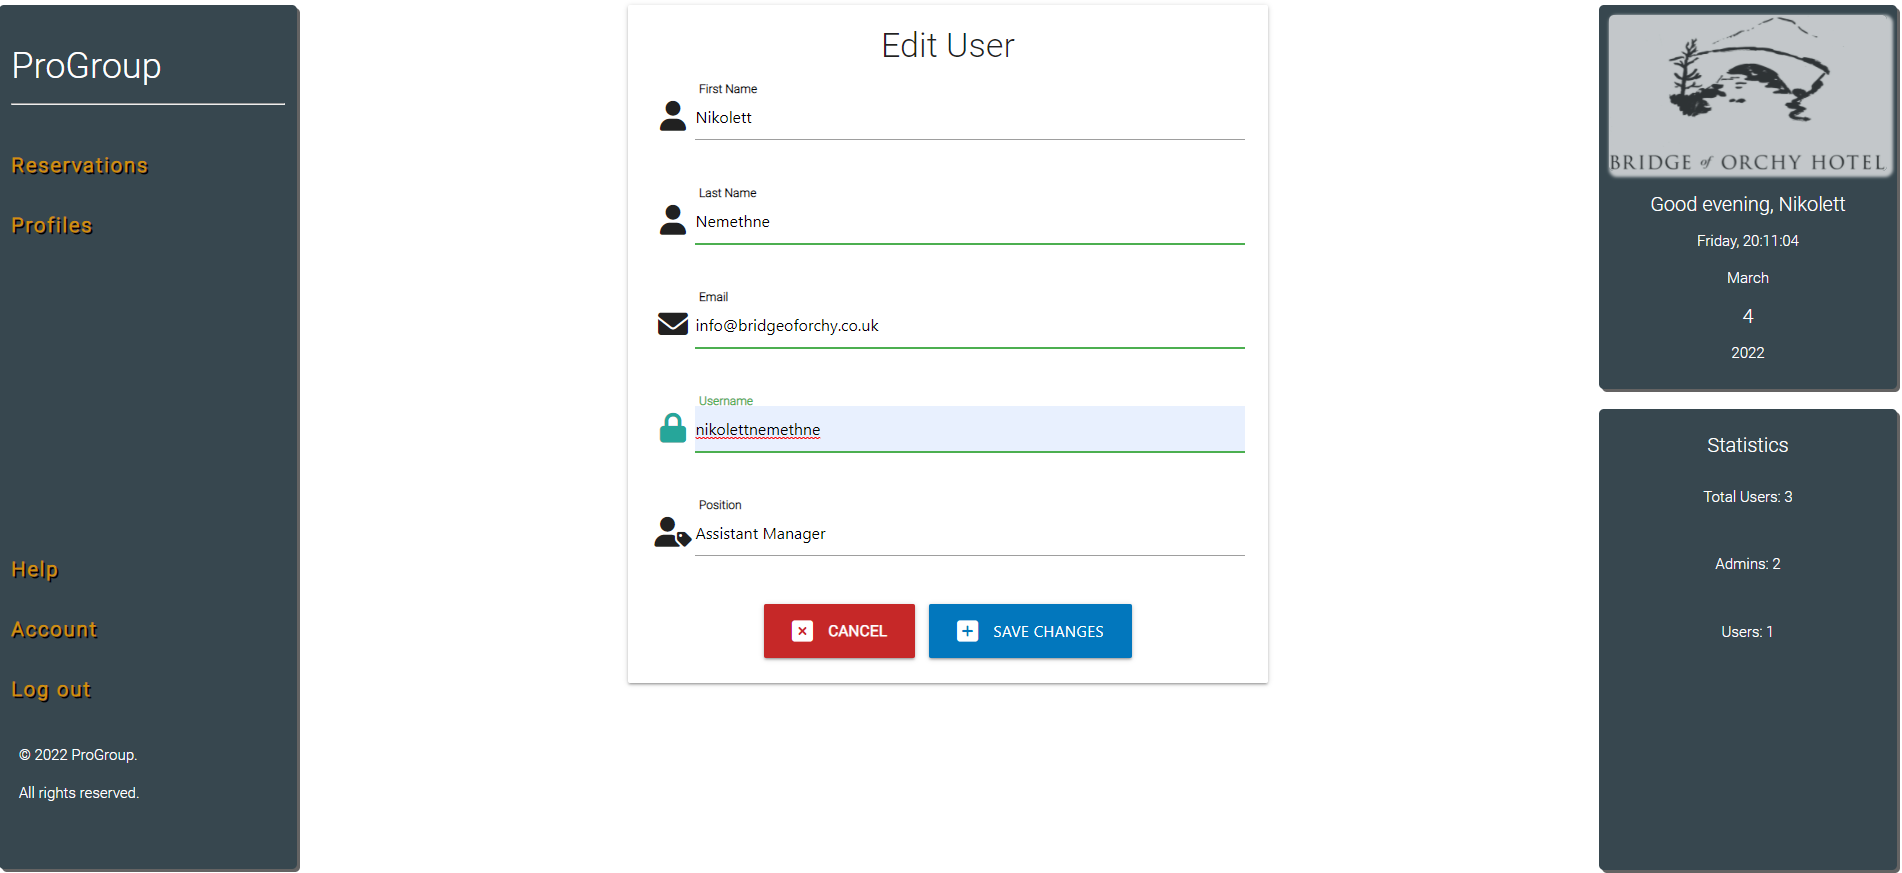 ProGroup
Reservations
Profiles
Help
Account
Log out
© 2022 ProGroup.
All rights reserved.
Edit User
First Name
Nikolett
Last Name
Nemethne
Email
info@bridgeoforchy.co.uk
Username
nikolettnemethne
Position
Assistant Manager
CANCEL
SAVE CHANGES
BRIDGE of ORCHY HOTEL
Good evening, Nikolett
Friday, 20:11:04
March
4
2022
Statistics
Total Users: 3
Admins: 2
Users: 1